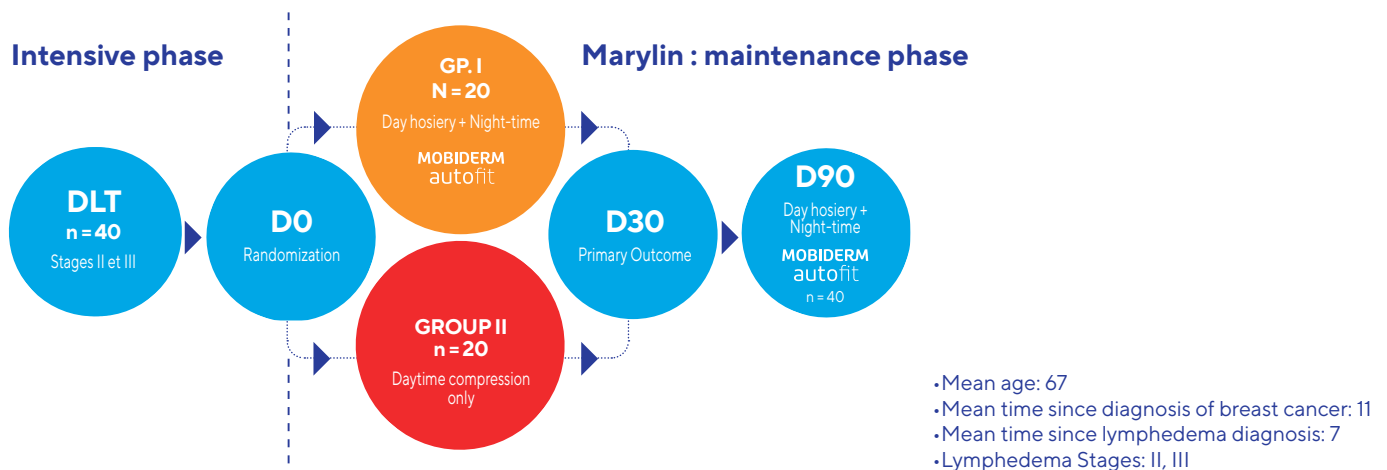 Intensive phase
Marylin : maintenance phase
DLT
n = 40
Stages II et III
D0
Randomization
GP. I
N = 20
Day hosiery + Night-time
MOBIDERM
autofit
GROUP II
n = 20
Daytime compression
only
D30
Primary Outcome
D90
Day hosiery +
Night-time
MOBIDERM
autofit
n = 40
•Mean age: 67
•Mean time since diagnosis of breast cancer: 11
•Mean time since lymphedema diagnosis: 7
•Lymphedema Stages: II, III